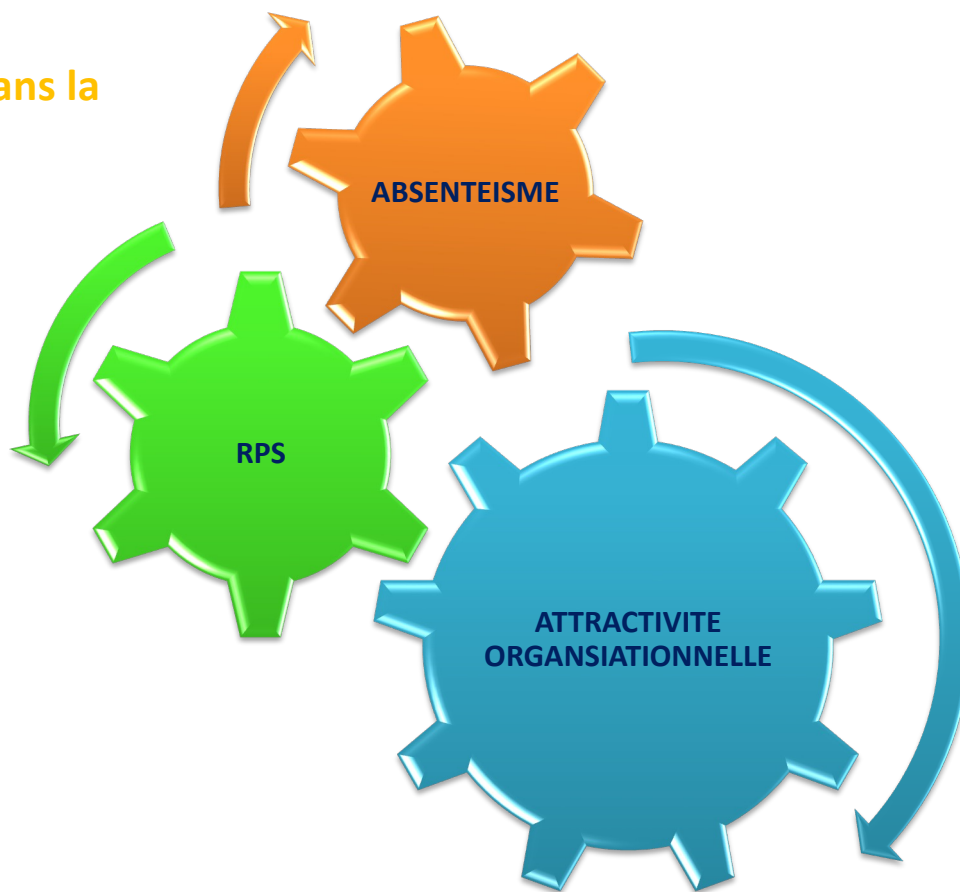 ans la
ABSENTEISME
RPS
ATTRACTIVITE
ORGANSIATIONNELLE